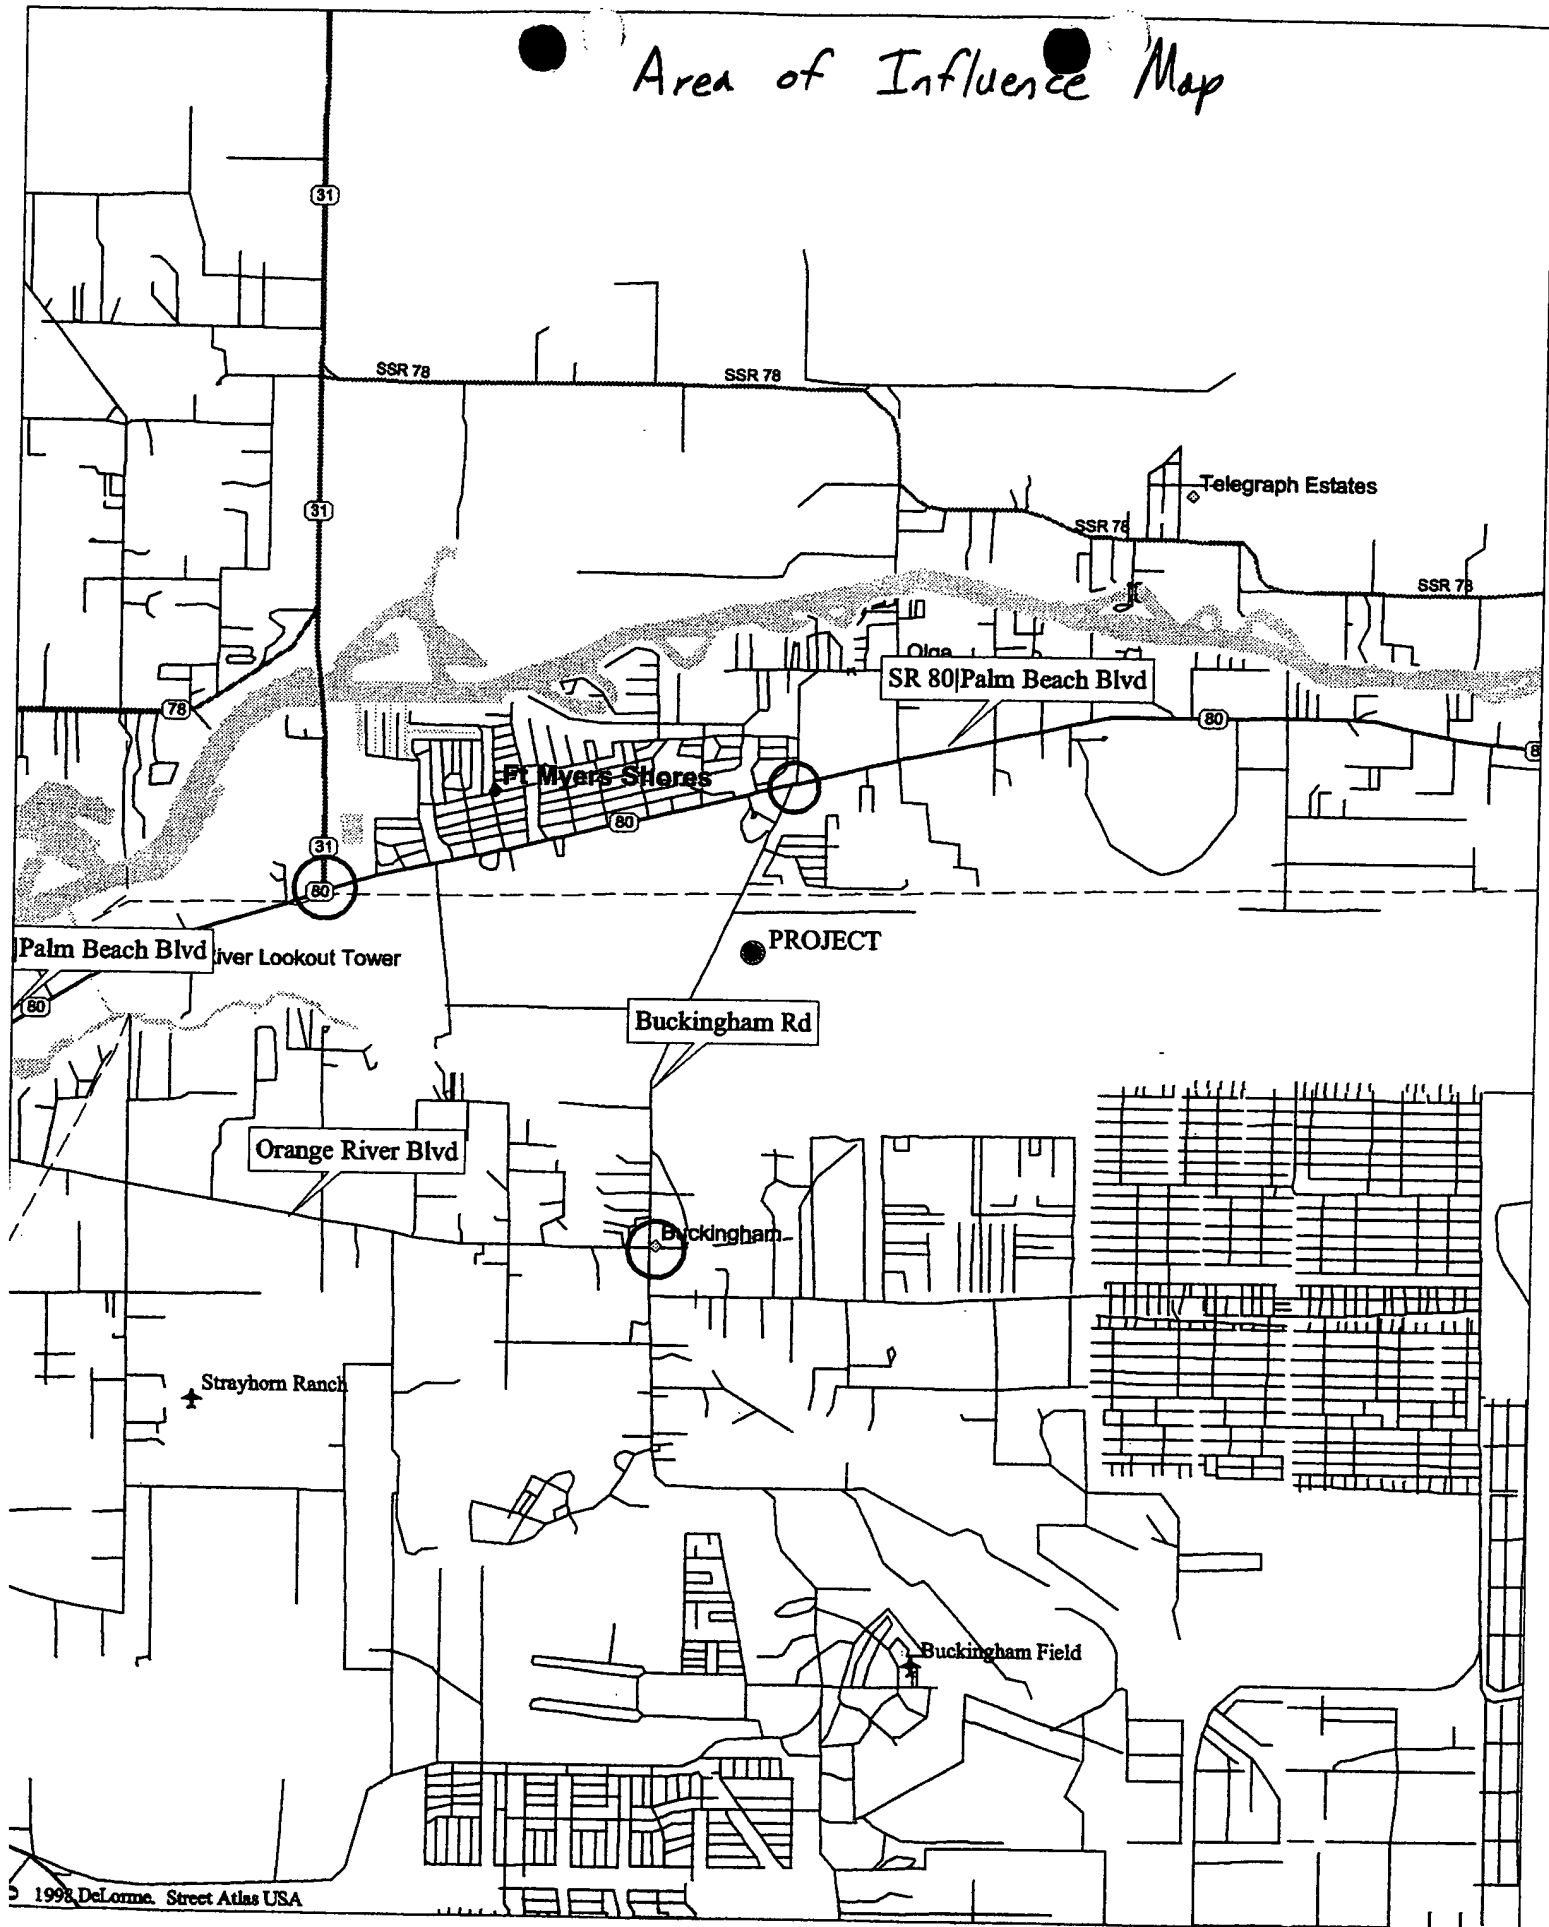 Area of Influence Map
31
SSR 78
SSR 78
Telegraph Estates
31
SSR 78
SSR 78
Olga
SR 80|Palm Beach Blvd
78
80
8
Ft Myers Shores
80
31
80
PROJECT
|Palm Beach Blvd
iver Lookout Tower
80
Buckingham Rd
Orange River Blvd
Buckingham
Strayhorn Ranch
Buckingham Field
1998 DeLorme. Street Atlas USA